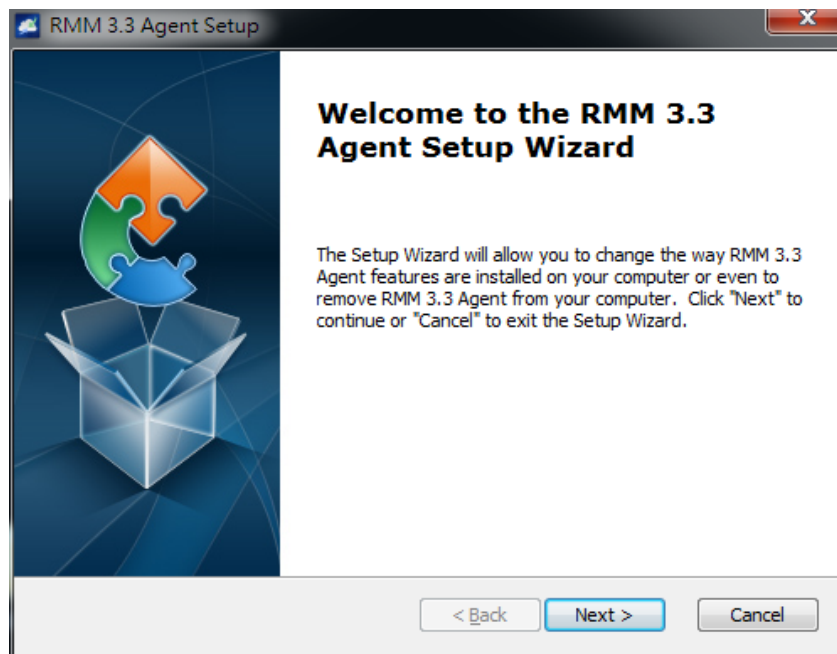 RMM 3.3 Agent Setup
Welcome to the RMM 3.3
Agent Setup Wizard
The Setup Wizard will allow you to change the way RMM 3.3
Agent features are installed on your computer or even to
remove RMM 3.3 Agent from your computer.  Click "Next" to
continue or "Cancel" to exit the Setup Wizard.
< Back Next > Cancel